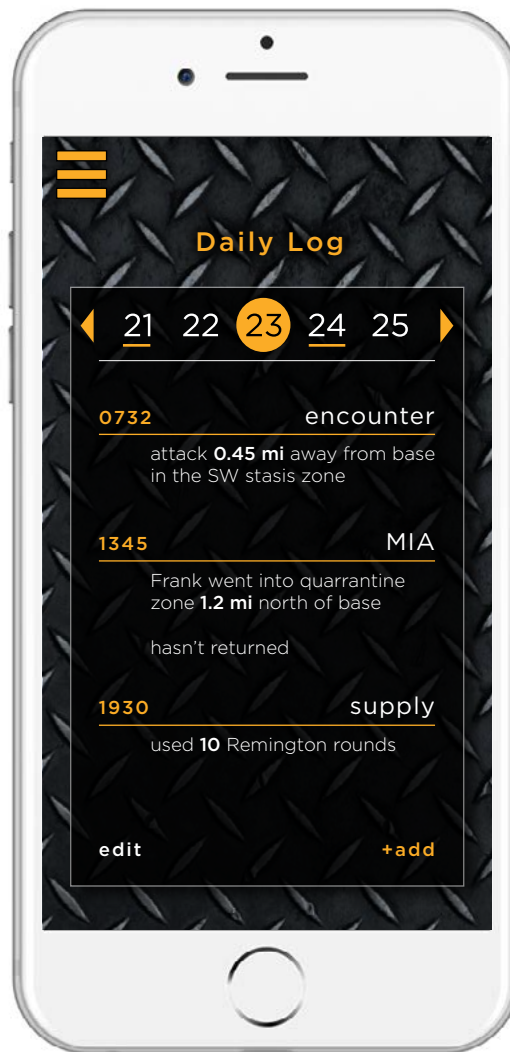 Daily Log
21 22 23 24 25
0732 encounter
attack 0.45 mi away from base
in the SW stasis zone
1345 MIA
Frank went into quarrantine
zone 1.2 mi north of base
hasn't returned
1930 supply
used 10 Remington rounds
edit +add